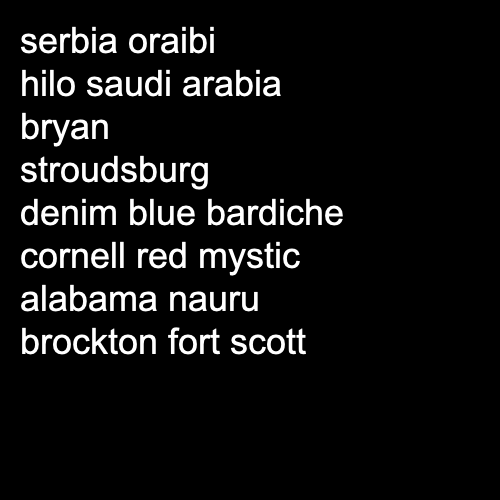 serbia oraibi
hilo saudi arabia
bryan
stroudsburg
denim blue bardiche
cornell red mystic
alabama nauru
brockton fort scott